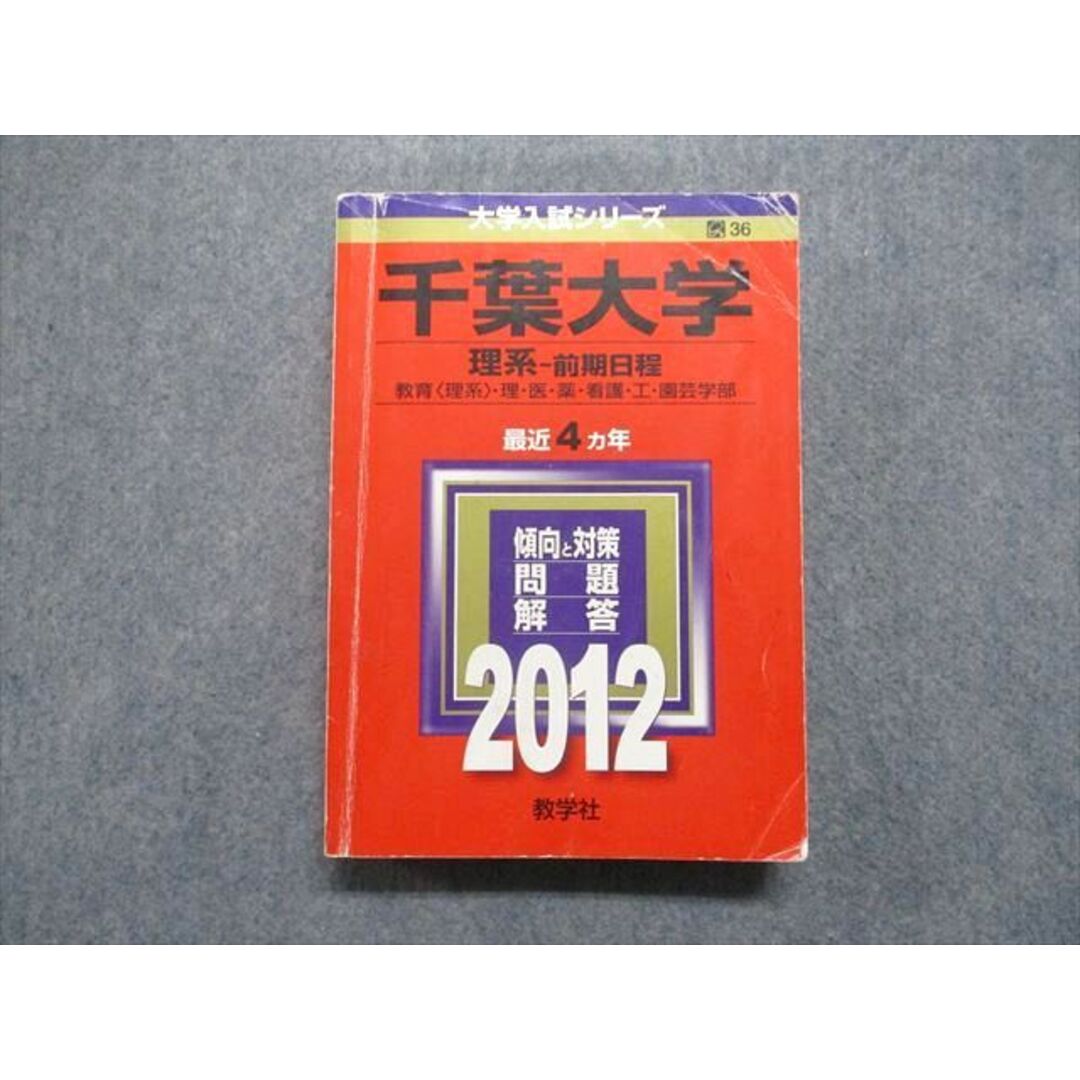 大学入試シリーズ
36
千葉大学
理系-前期日程
教育〈理系〉・理・医・薬・看護・工・園芸学部
最近4カ年
傾向と対策
問題
解答
2012
教学社